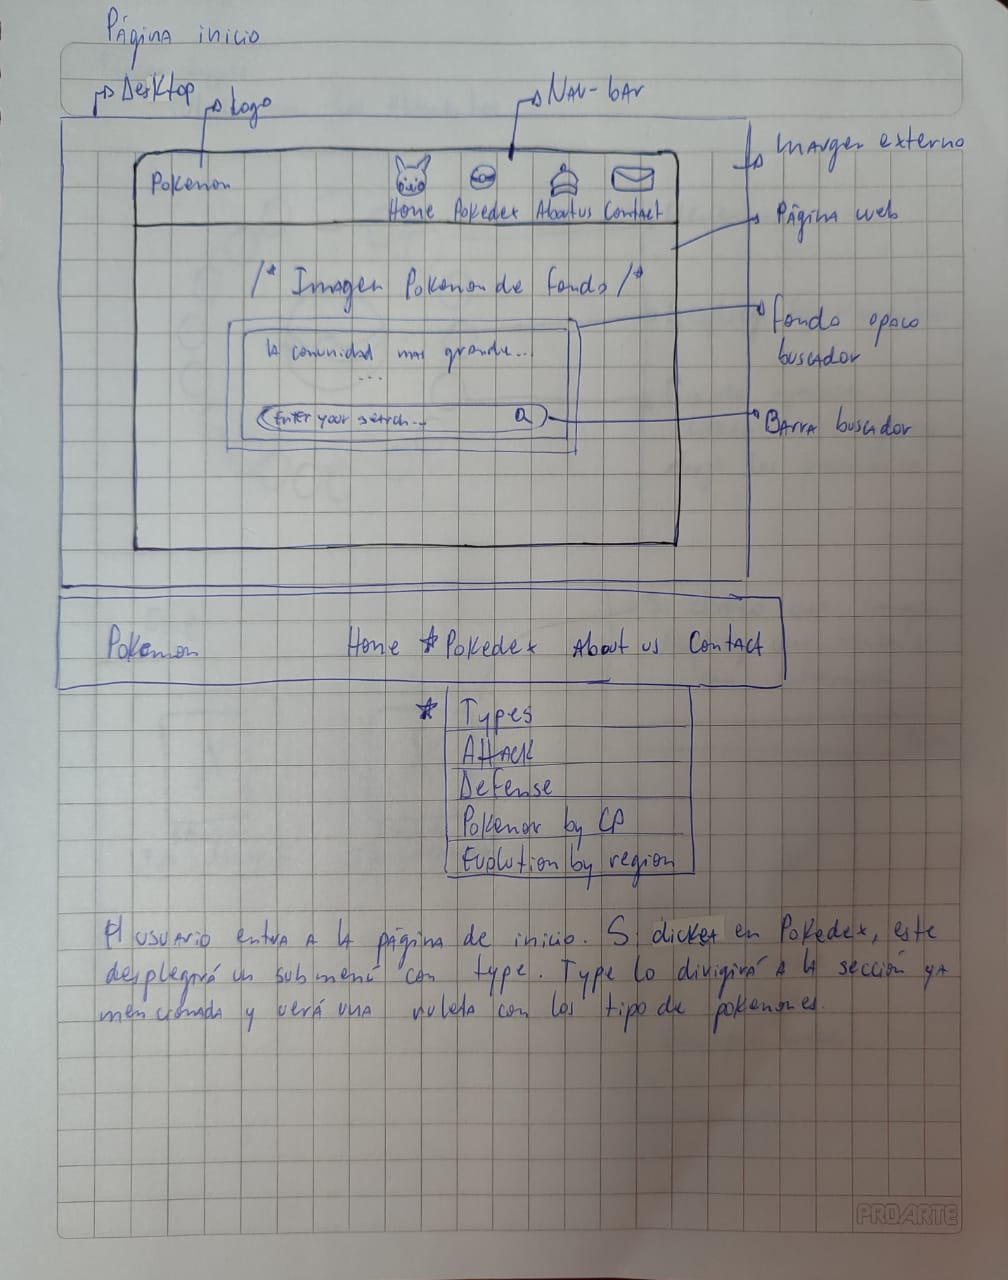 Página inicio
Desktop
Logo
Nav-bar
Margen externo
Pokemon
Home Pokedex About us Contact
Página web
/* Imagen Pokemon de fondo /*
fondo opaco
buscador
la comunidad mas grande...
...
Enter your search...
Barra buscador
Pokemon Home * Pokedex About us Contact
* Types
Attack
Defense
Pokemon by CP
Evolution by region
El usuario entra a la página de inicio. Si clickea en Pokedex, este
desplegirá un submenú con type. Type lo divigirá a la sección ya
mencionada y verá una ruleta con los tipo de pokemones.
PROARTE